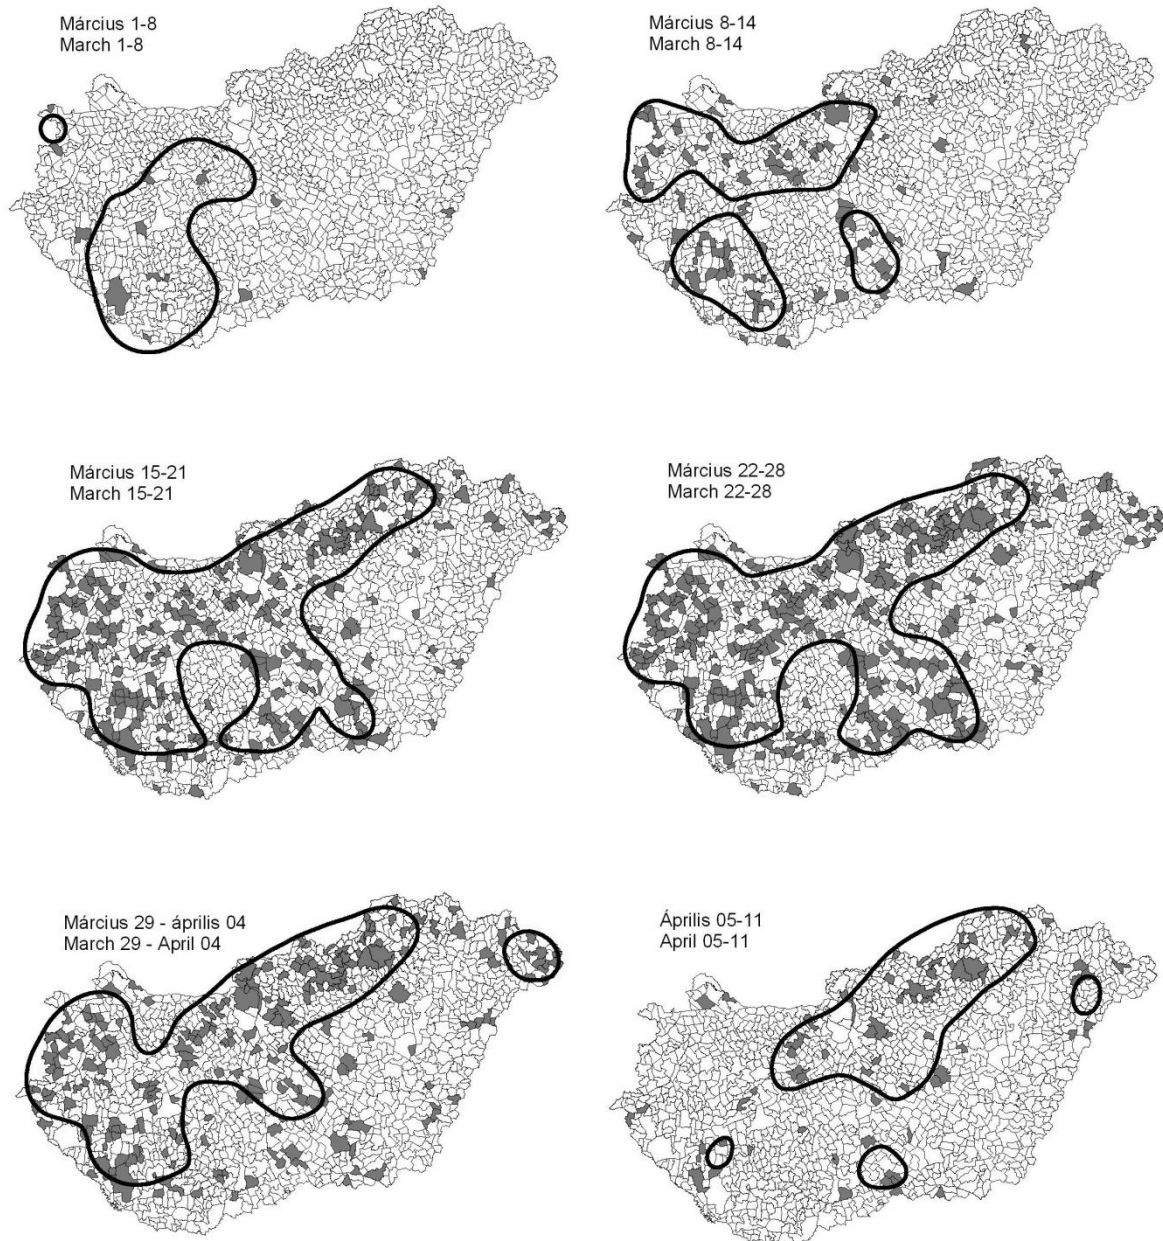 Március 1-8
March 1-8
Március 8-14
March 8-14
Március 15-21
March 15-21
Március 22-28
March 22-28
Március 29 - április 04
March 29 - April 04
Április 05-11
April 05-11